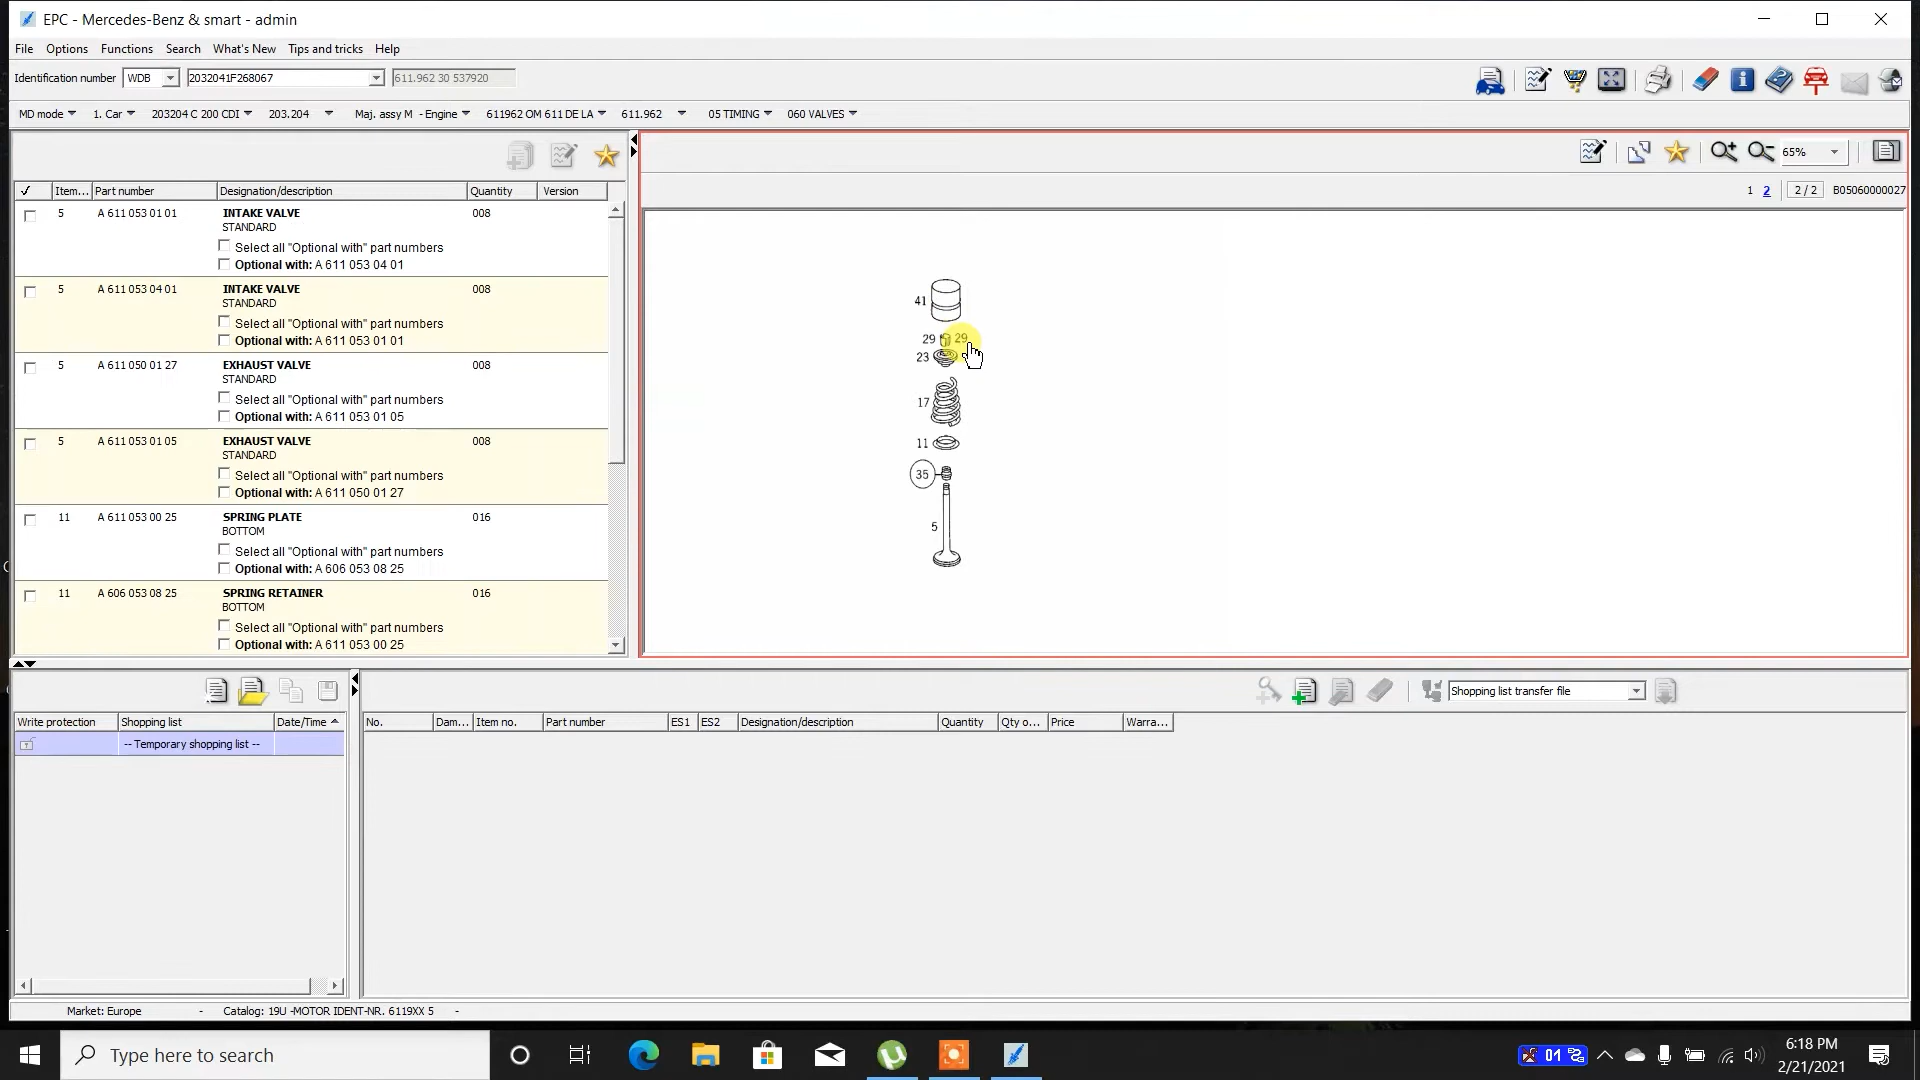 EPC - Mercedes-Benz & smart - admin
File Options Functions Search What's New Tips and tricks Help
Identification number WDB 2032041F268067 611.962 30 537920
MD mode 1. Car 203204 C 200 CDI 203.204 Maj. assy M - Engine 611962 OM 611 DE LA 611.962 05 TIMING 060 VALVES
65%
1 2 2 / 2 B05060000027
Item... Part number Designation/description Quantity Version
5 A 611 053 01 01 INTAKE VALVE 008
STANDARD
Select all "Optional with" part numbers
Optional with: A 611 053 04 01
5 A 611 053 04 01 INTAKE VALVE 008
STANDARD
Select all "Optional with" part numbers
Optional with: A 611 053 01 01
5 A 611 050 01 27 EXHAUST VALVE 008
STANDARD
Select all "Optional with" part numbers
Optional with: A 611 053 01 05
5 A 611 053 01 05 EXHAUST VALVE 008
STANDARD
Select all "Optional with" part numbers
Optional with: A 611 050 01 27
11 A 611 053 00 25 SPRING PLATE 016
BOTTOM
Select all "Optional with" part numbers
Optional with: A 606 053 08 25
11 A 606 053 08 25 SPRING RETAINER 016
BOTTOM
Select all "Optional with" part numbers
Optional with: A 611 053 00 25
41
29 29
23
17
11
35
5
Shopping list transfer file
Write protection Shopping list Date/Time
-- Temporary shopping list --
No. Dam... Item no. Part number ES1 ES2 Designation/description Quantity Qty o... Price Warra...
Market: Europe - Catalog: 19U -MOTOR IDENT-NR. 6119XX 5 -
Type here to search
01
6:18 PM
2/21/2021